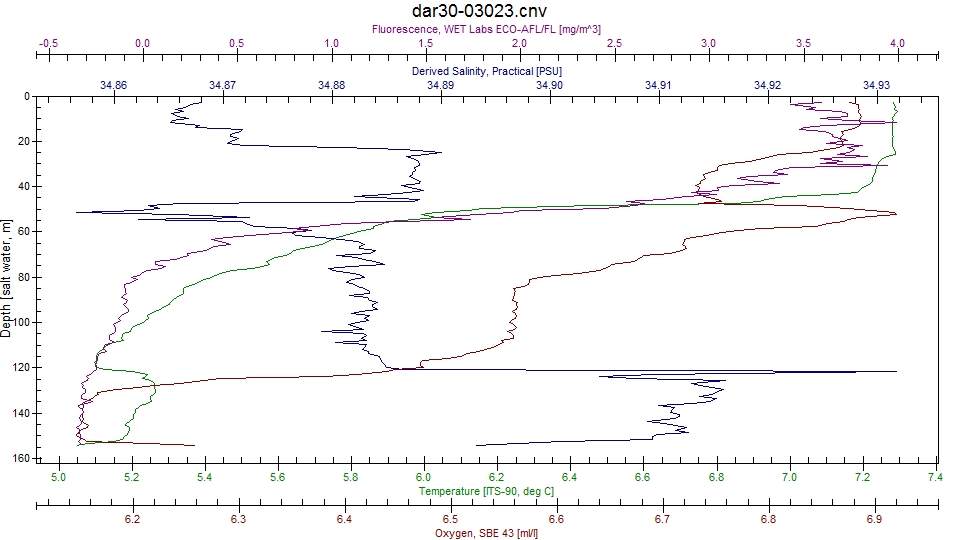 dar30-03023.cnv
Fluorescence, WET Labs ECO-AFL/FL [mg/m^3]
-0.5 0.0 0.5 1.0 1.5 2.0 2.5 3.0 3.5 4.0
Derived Salinity, Practical [PSU]
34.86 34.87 34.88 34.89 34.90 34.91 34.92 34.93
0
20
40
60
80
100
120
140
160
Depth [salt water, m]
5.0 5.2 5.4 5.6 5.8 6.0 6.2 6.4 6.6 6.8 7.0 7.2 7.4
Temperature [ITS-90, deg C]
6.2 6.3 6.4 6.5 6.6 6.7 6.8 6.9
Oxygen, SBE 43 [ml/l]